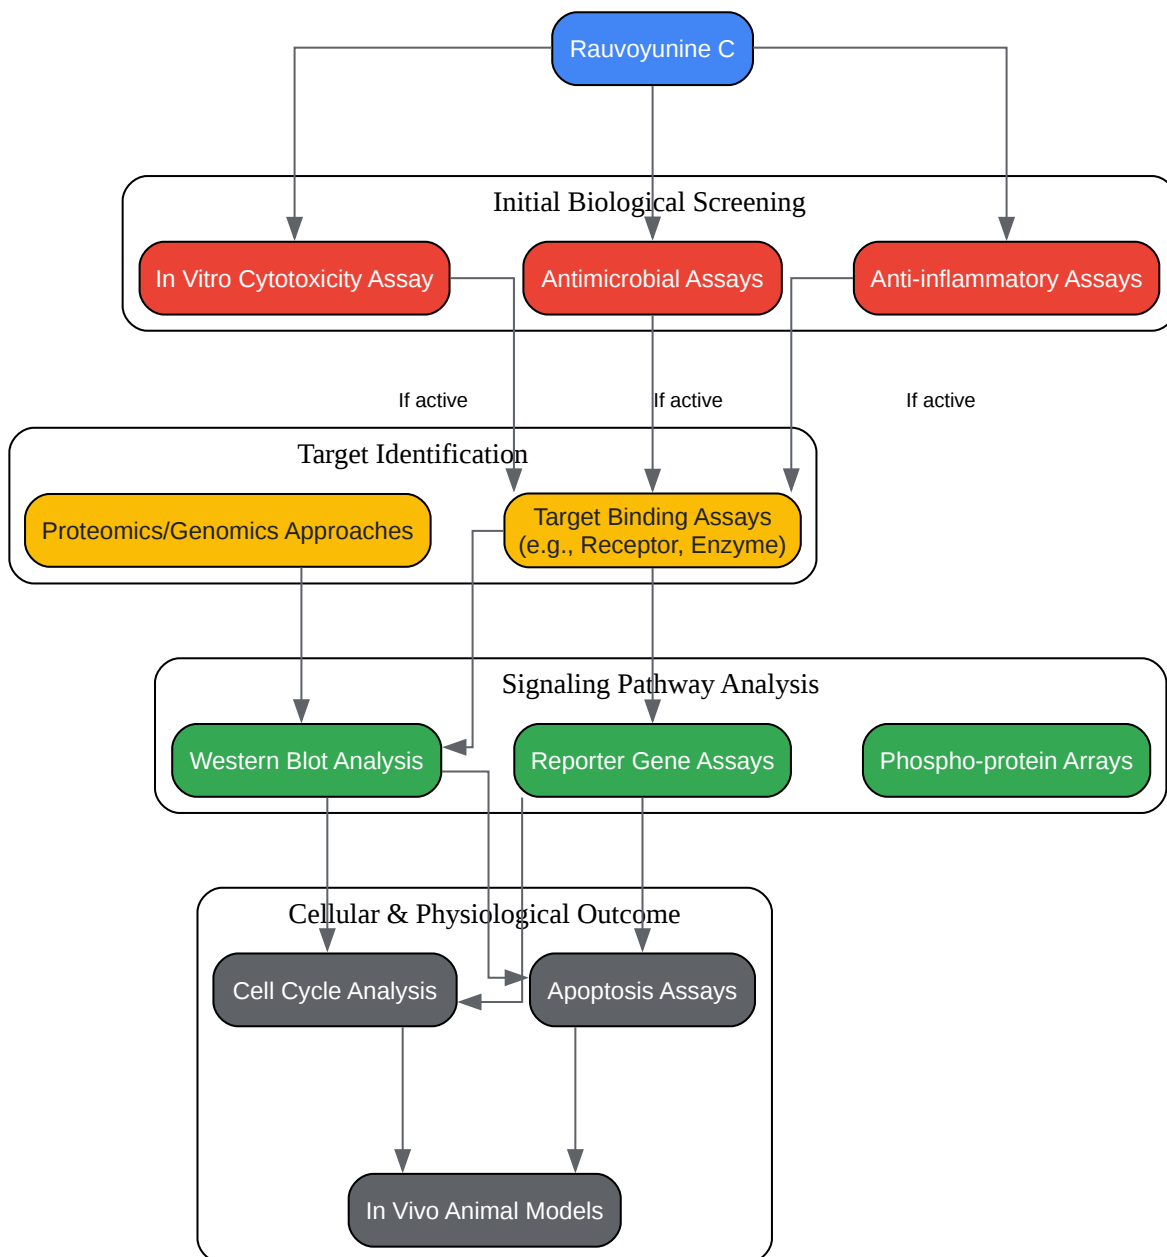 Rauvoyunine C
Initial Biological Screening
In Vitro Cytotoxicity Assay
Antimicrobial Assays
Anti-inflammatory Assays
If active
If active
If active
Target Identification
Proteomics/Genomics Approaches
Target Binding Assays
(e.g., Receptor, Enzyme)
Signaling Pathway Analysis
Western Blot Analysis
Reporter Gene Assays
Phospho-protein Arrays
Cellular & Physiological Outcome
Cell Cycle Analysis
Apoptosis Assays
In Vivo Animal Models